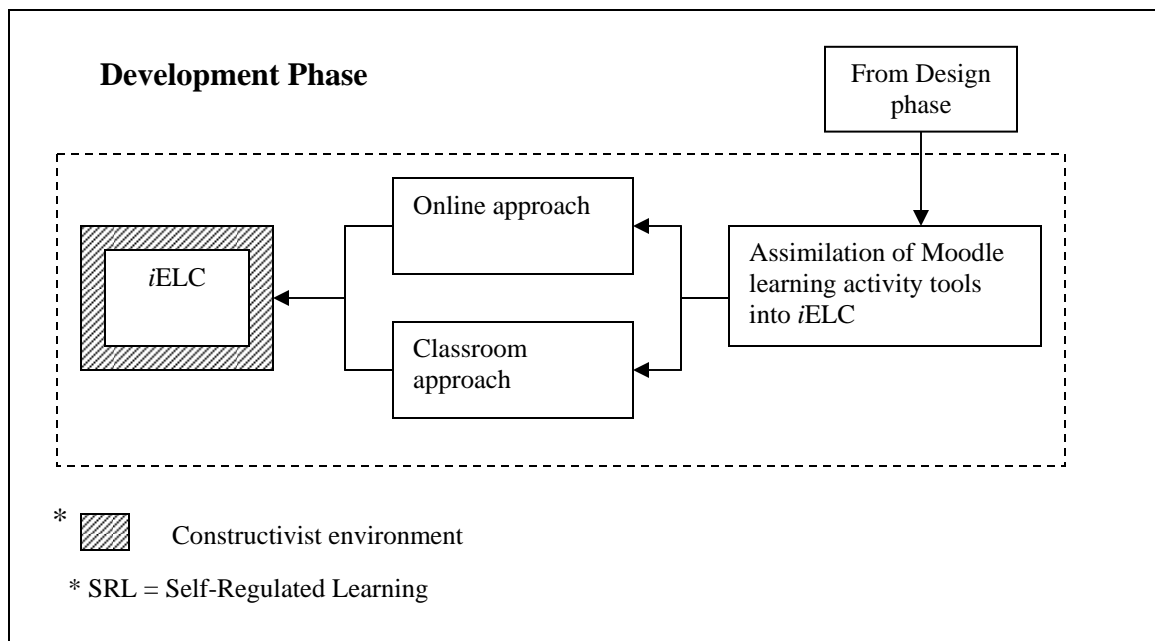 Development Phase
From Design
phase
Online approach
Assimilation of Moodle
learning activity tools
into iELC
iELC
Classroom
approach
* Constructivist environment
* SRL = Self-Regulated Learning